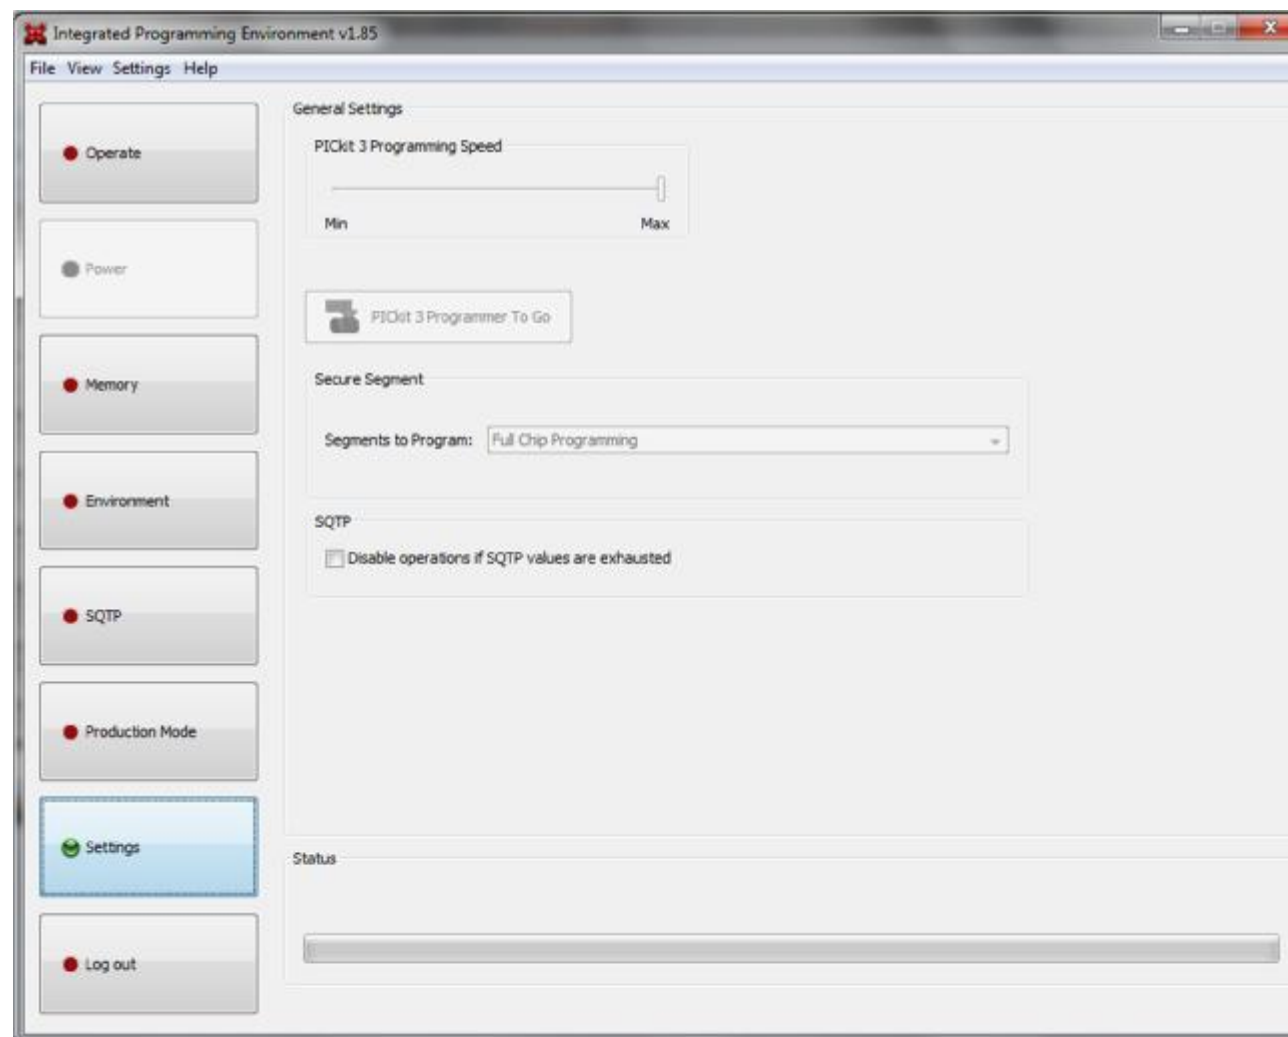 Integrated Programming Environment v1.85
File View Settings Help
Operate
Power
Memory
Environment
SQTP
Production Mode
Settings
Log out
General Settings
PICkit 3 Programming Speed
Min Max
PICkit 3 Programmer To Go
Secure Segment
Segments to Program: Full Chip Programming
SQTP
Disable operations if SQTP values are exhausted
Status